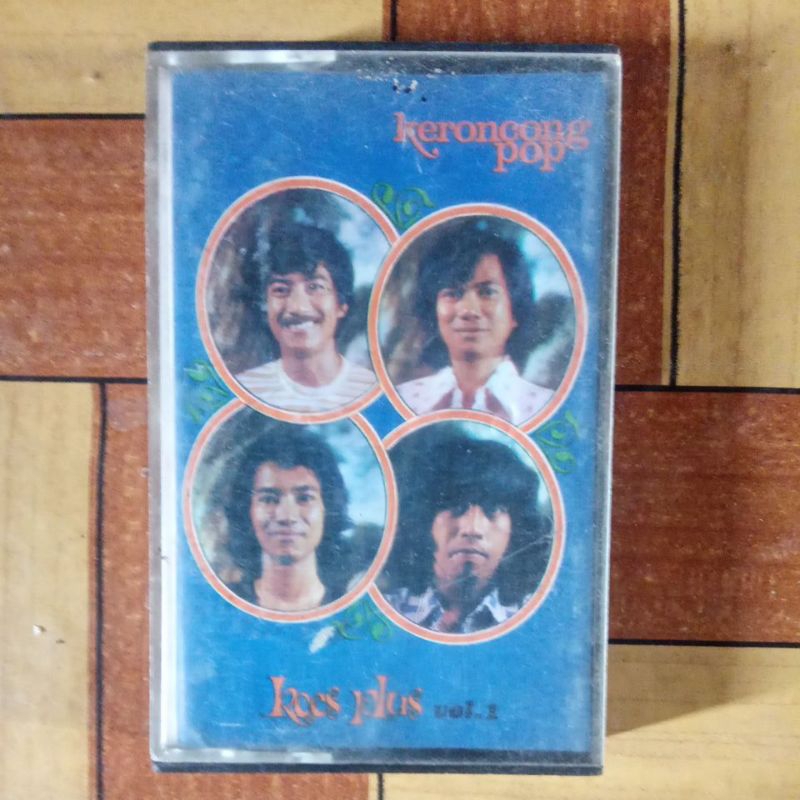 keroncong
pop
koes plus vol.1